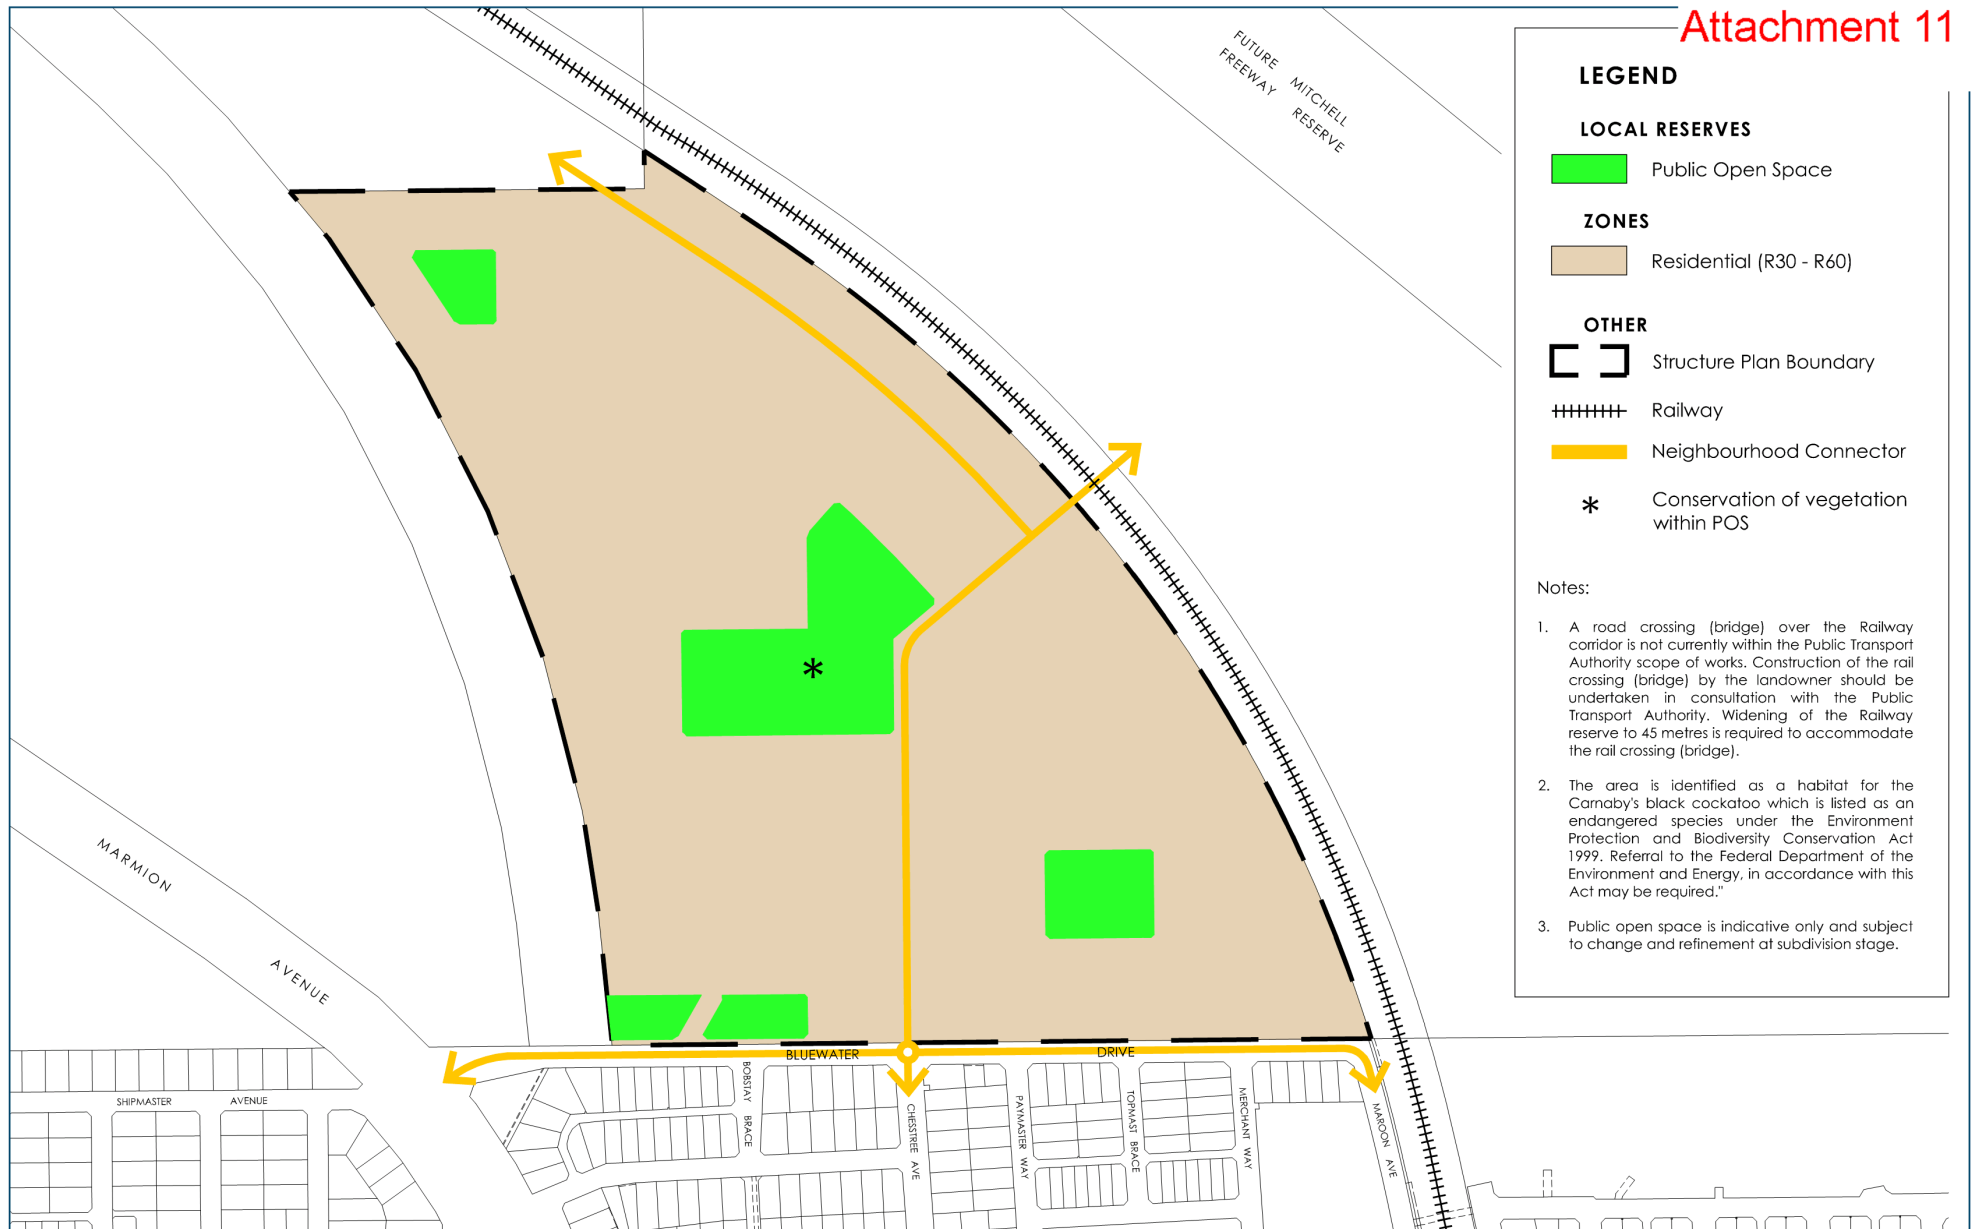 Attachment 11
LEGEND
LOCAL RESERVES
Public Open Space
ZONES
Residential (R30 - R60)
OTHER
Structure Plan Boundary
Railway
Neighbourhood Connector
*
Conservation of vegetation
within POS
Notes:
1. A road crossing (bridge) over the Railway
corridor is not currently within the Public Transport
Authority scope of works. Construction of the rail
crossing (bridge) by the landowner should be
undertaken in consultation with the Public
Transport Authority. Widening of the Railway
reserve to 45 metres is required to accommodate
the rail crossing (bridge).
2. The area is identified as a habitat for the
Carnaby's black cockatoo which is listed as an
endangered species under the Environment
Protection and Biodiversity Conservation Act
1999. Referral to the Federal Department of the
Environment and Energy, in accordance with this
Act may be required."
3. Public open space is indicative only and subject
to change and refinement at subdivision stage.
FUTURE MITCHELL
FREEWAY RESERVE
*
MARMION
AVENUE
BLUEWATER DRIVE
SHIPMASTER AVENUE
BOBSTAY BRACE
CHESSTREE AVE
PAYMASTER WAY
TOPMAST BRACE
MERCHANT WAY
MAROON AVE